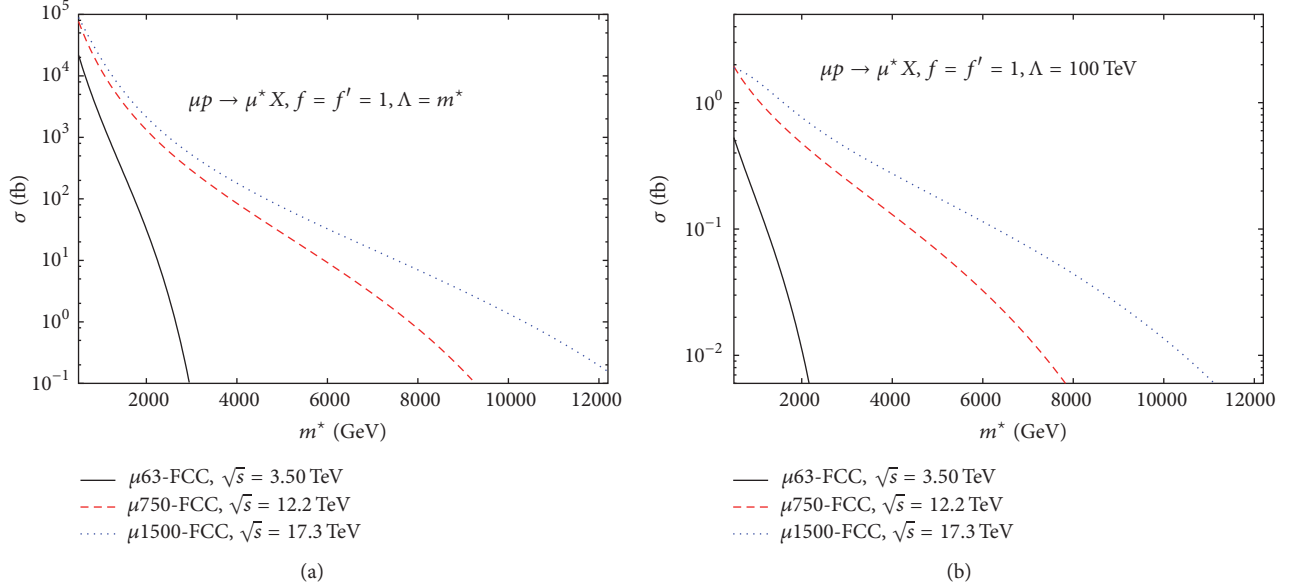 10^5
10^4
10^3
10^2
10^1
10^0
10^−1
σ (fb)
μp → μ* X, f = f′ = 1, Λ = m*
2000 4000 6000 8000 10000 12000
m* (GeV)
μ63-FCC, √s = 3.50 TeV
μ750-FCC, √s = 12.2 TeV
μ1500-FCC, √s = 17.3 TeV
(a)
10^0
10^−1
10^−2
σ (fb)
μp → μ* X, f = f′ = 1, Λ = 100 TeV
2000 4000 6000 8000 10000 12000
m* (GeV)
μ63-FCC, √s = 3.50 TeV
μ750-FCC, √s = 12.2 TeV
μ1500-FCC, √s = 17.3 TeV
(b)